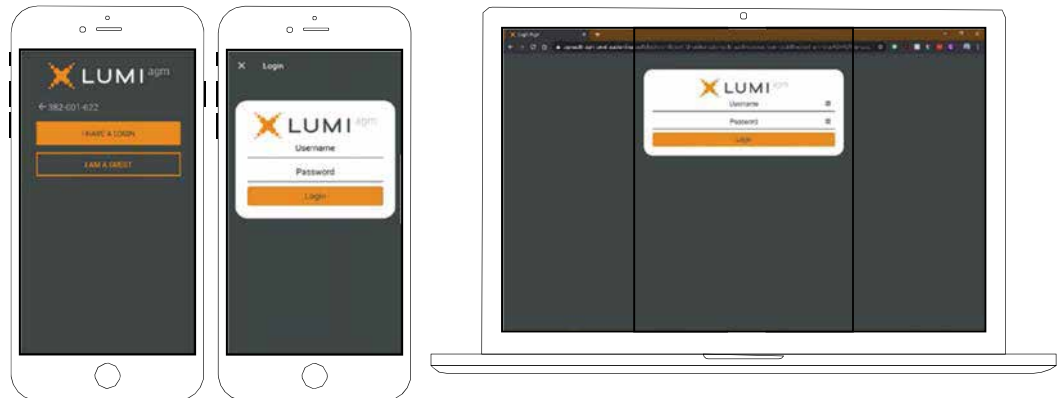 LUMI agm
382-001-622
I HAVE A LOGIN
I AM A GUEST
Login
LUMI agm
Username
Password
Login
LUMI agm
Username
Password
Login